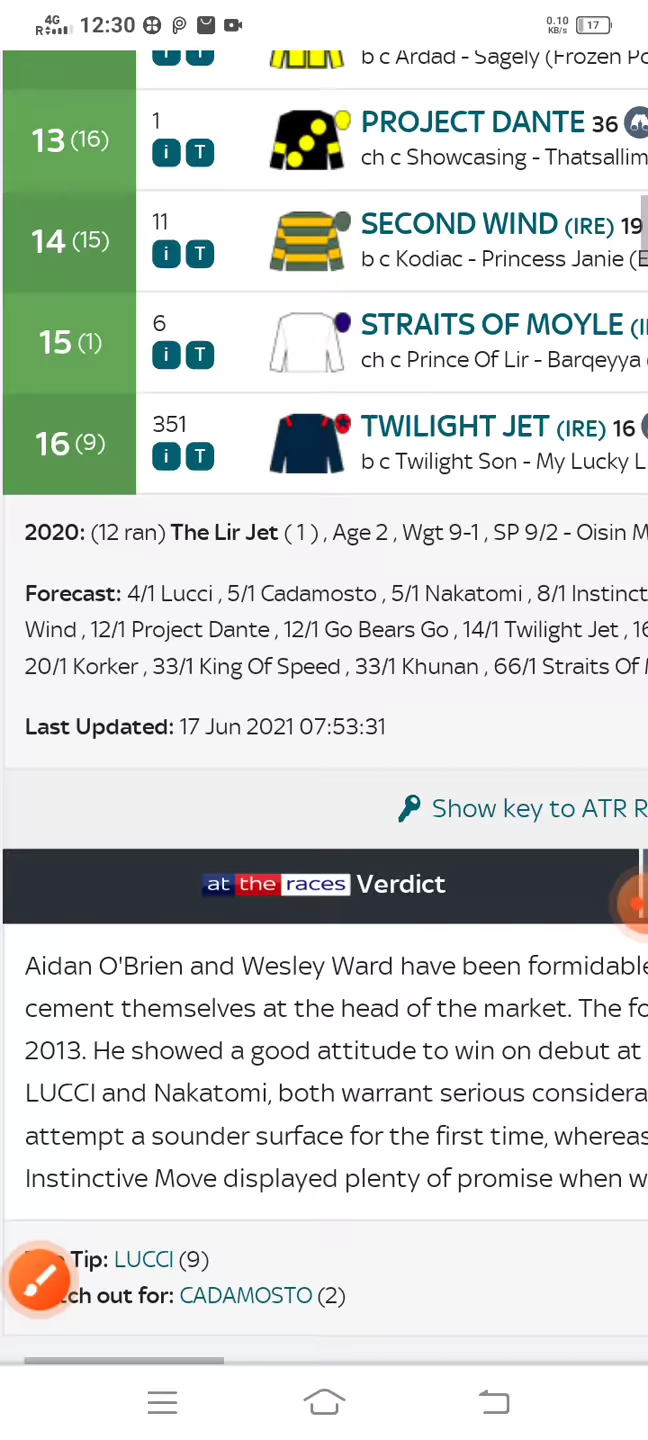 4G
R
12:30
0.10
KB/s
17
b c Ardad - Sagely (Frozen Po
13 (16)
1
i T
PROJECT DANTE 36
ch c Showcasing - Thatsallim
14 (15)
11
i T
SECOND WIND (IRE) 19
b c Kodiac - Princess Janie (E
15 (1)
6
i T
STRAITS OF MOYLE (I
ch c Prince Of Lir - Barqeyya
16 (9)
351
i T
TWILIGHT JET (IRE) 16
b c Twilight Son - My Lucky L
2020: (12 ran) The Lir Jet ( 1 ) , Age 2 , Wgt 9-1 , SP 9/2 - Oisin M
Forecast: 4/1 Lucci , 5/1 Cadamosto , 5/1 Nakatomi , 8/1 Instinct
Wind , 12/1 Project Dante , 12/1 Go Bears Go , 14/1 Twilight Jet , 16
20/1 Korker , 33/1 King Of Speed , 33/1 Khunan , 66/1 Straits Of
Last Updated: 17 Jun 2021 07:53:31
Show key to ATR R
at the races Verdict
Aidan O'Brien and Wesley Ward have been formidable
cement themselves at the head of the market. The fo
2013. He showed a good attitude to win on debut at
LUCCI and Nakatomi, both warrant serious considera
attempt a sounder surface for the first time, whereas
Instinctive Move displayed plenty of promise when w
Tip: LUCCI (9)
ch out for: CADAMOSTO (2)